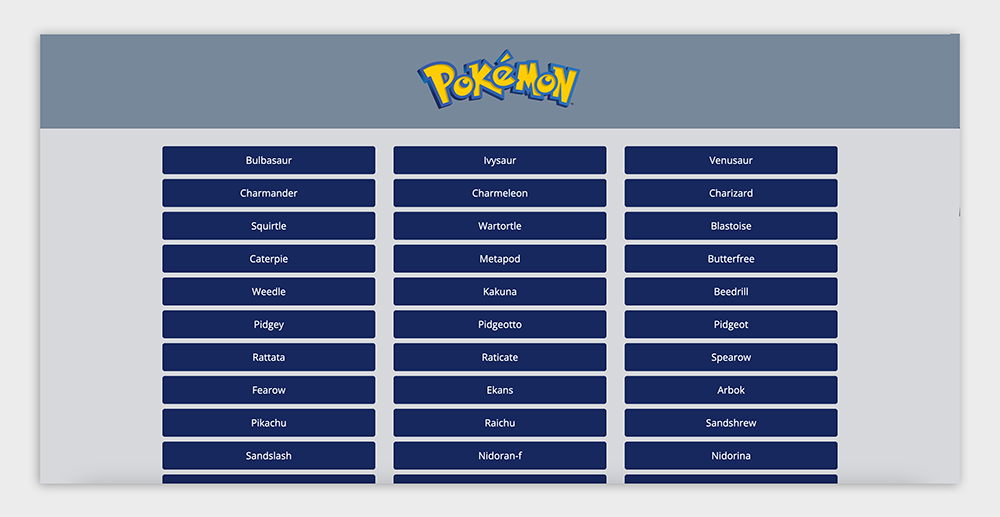 POKéMON
Bulbasaur Ivysaur Venusaur
Charmander Charmeleon Charizard
Squirtle Wartortle Blastoise
Caterpie Metapod Butterfree
Weedle Kakuna Beedrill
Pidgey Pidgeotto Pidgeot
Rattata Raticate Spearow
Fearow Ekans Arbok
Pikachu Raichu Sandshrew
Sandslash Nidoran-f Nidorina